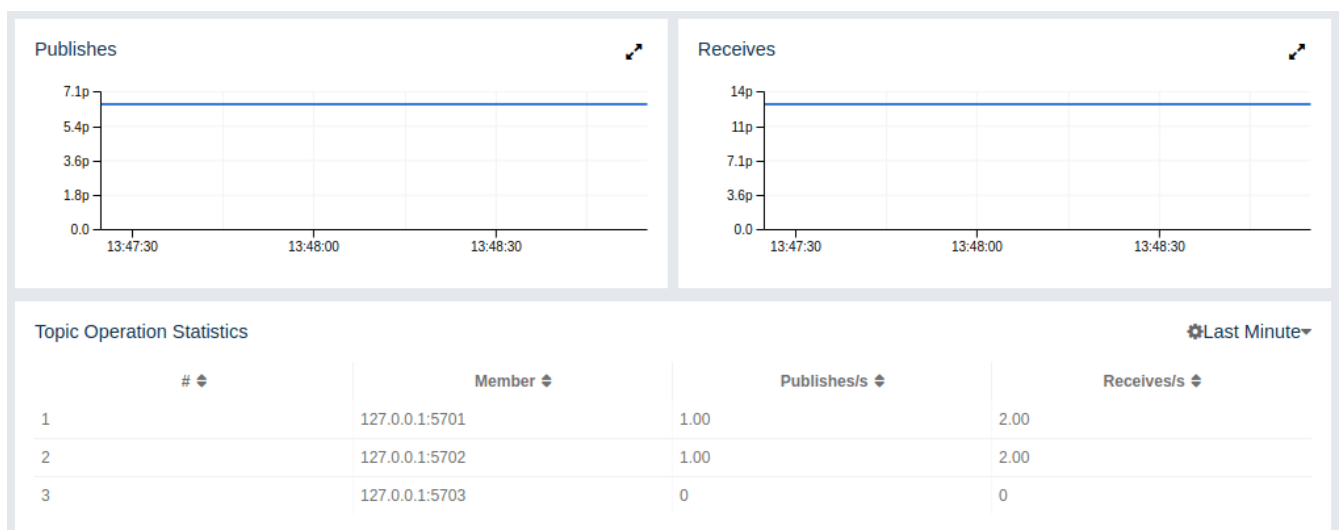 Publishes
7.1p
5.4p
3.6p
1.8p
0.0
13:47:30 13:48:00 13:48:30
Receives
14p
11p
7.1p
3.6p
0.0
13:47:30 13:48:00 13:48:30
Topic Operation Statistics Last Minute
# Member Publishes/s Receives/s
1 127.0.0.1:5701 1.00 2.00
2 127.0.0.1:5702 1.00 2.00
3 127.0.0.1:5703 0 0